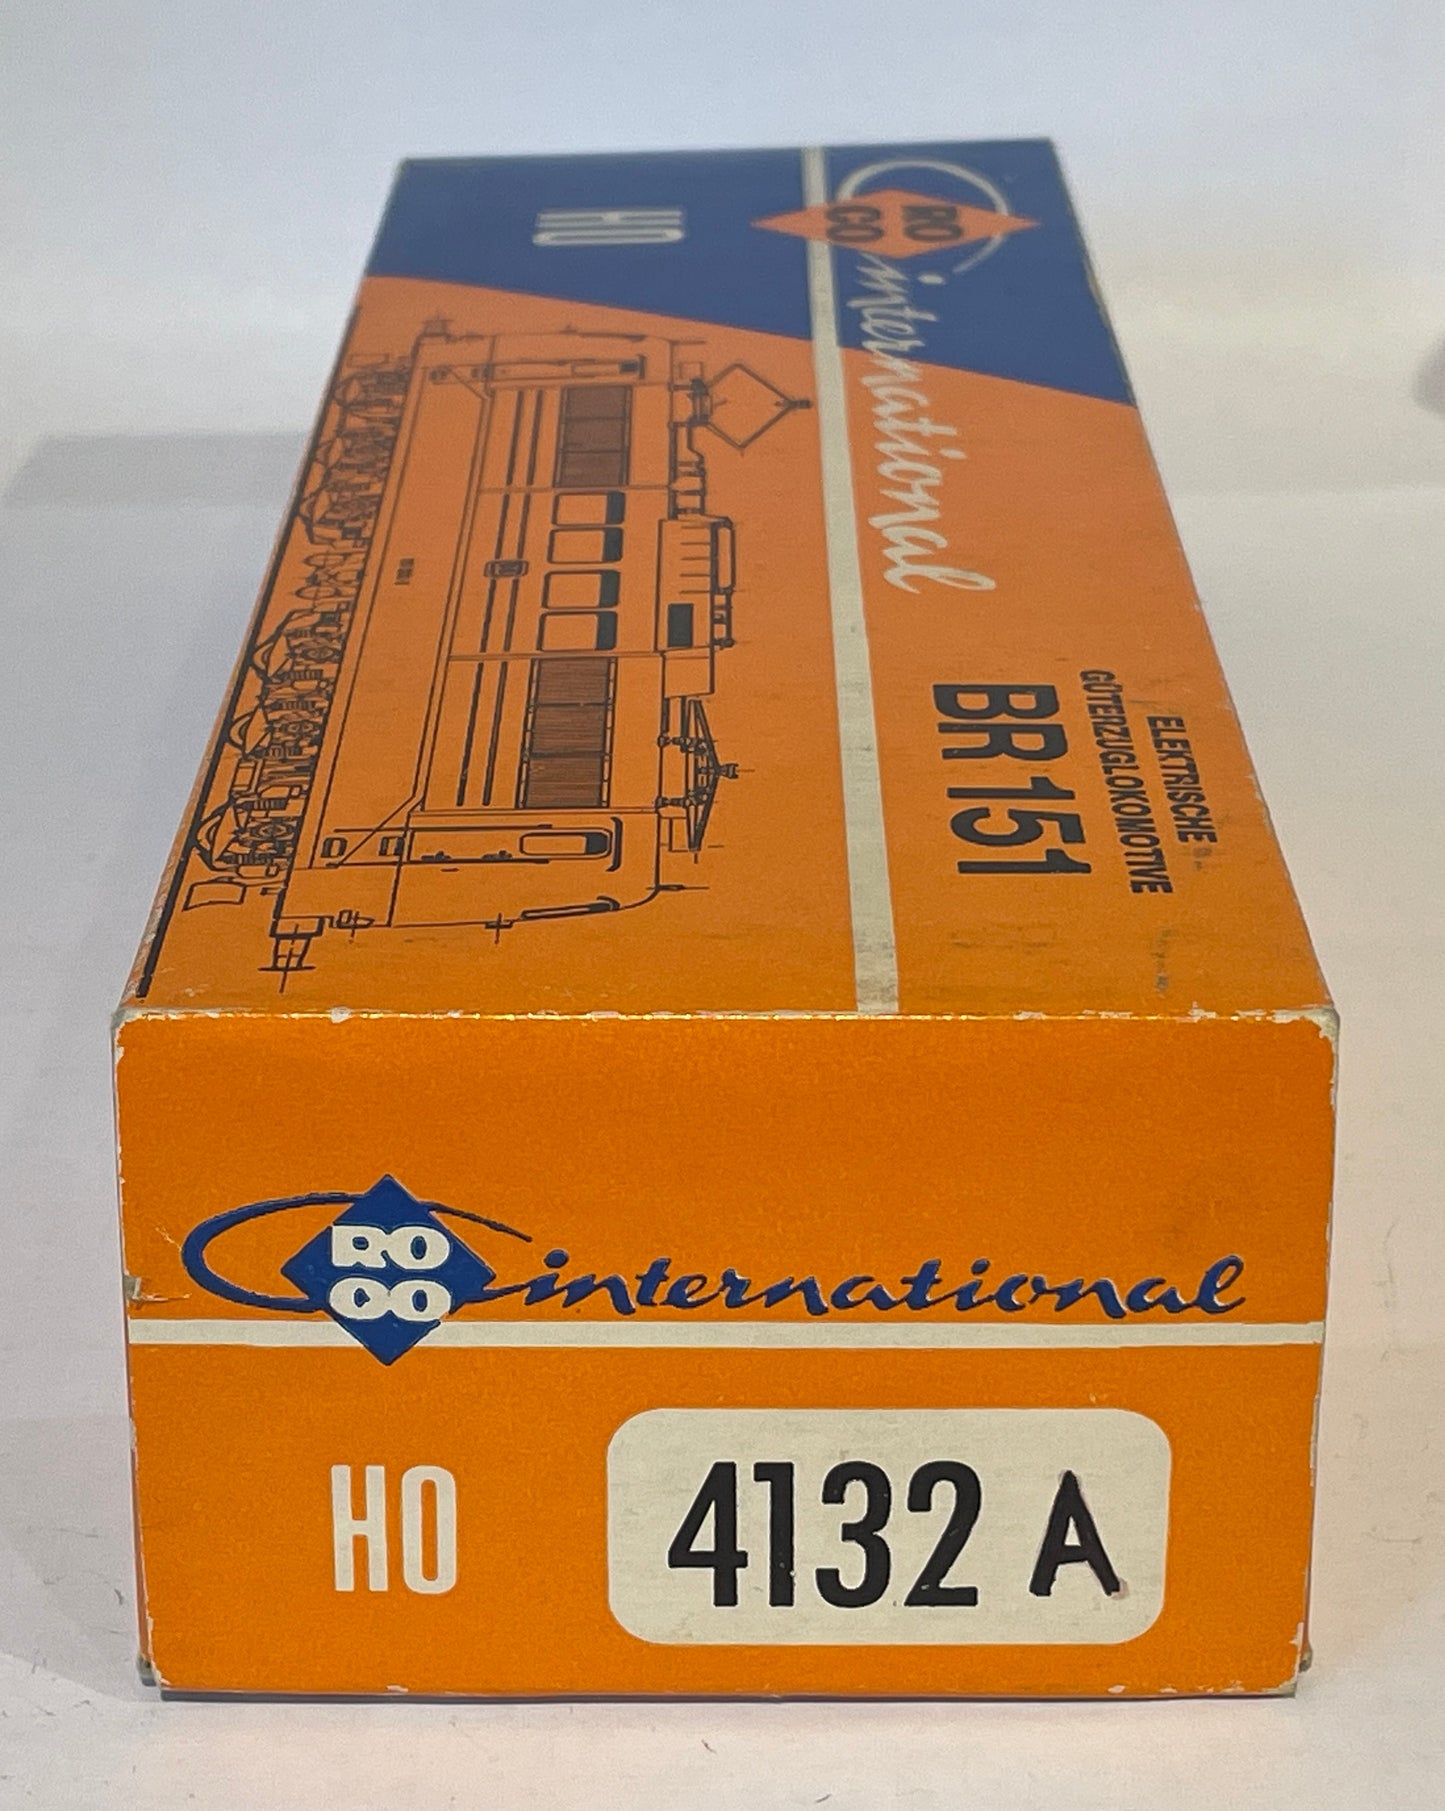 HO
RO
CO
international
BR 151
ELEKTRISCHE
GÜTERZUGLOKOMOTIVE
RO
CO
international
HO
4132 A